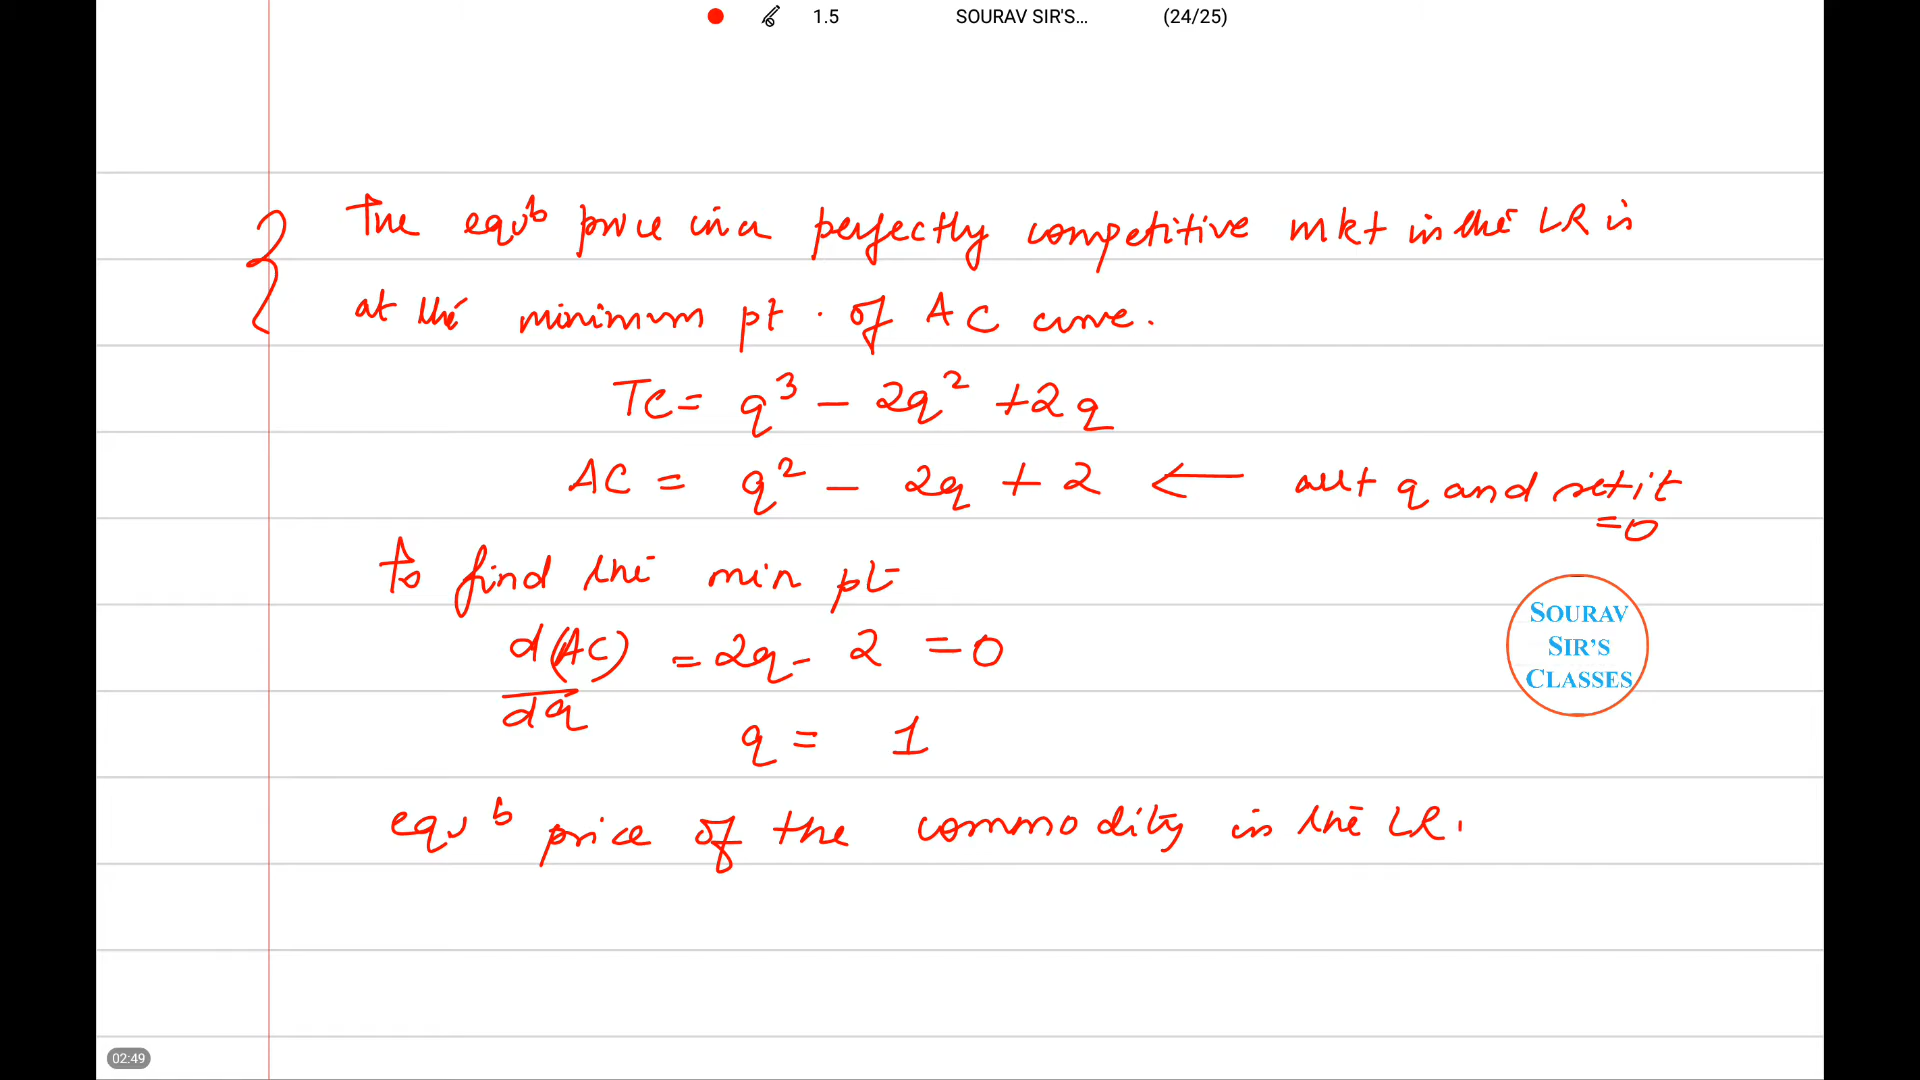 1.5 SOURAV SIR'S... (24/25)
The equb price in a perfectly competitive mkt in the LR is
at the minimum pt. of AC curve.
TC = q³ - 2q² + 2q
AC = q² - 2q + 2 ← q and set it
= 0
To find the min pt
d(AC) = 2q - 2 = 0
dq
q = 1
equb price of the commodity in the LR.
SOURAV
SIR'S
CLASSES
02:49